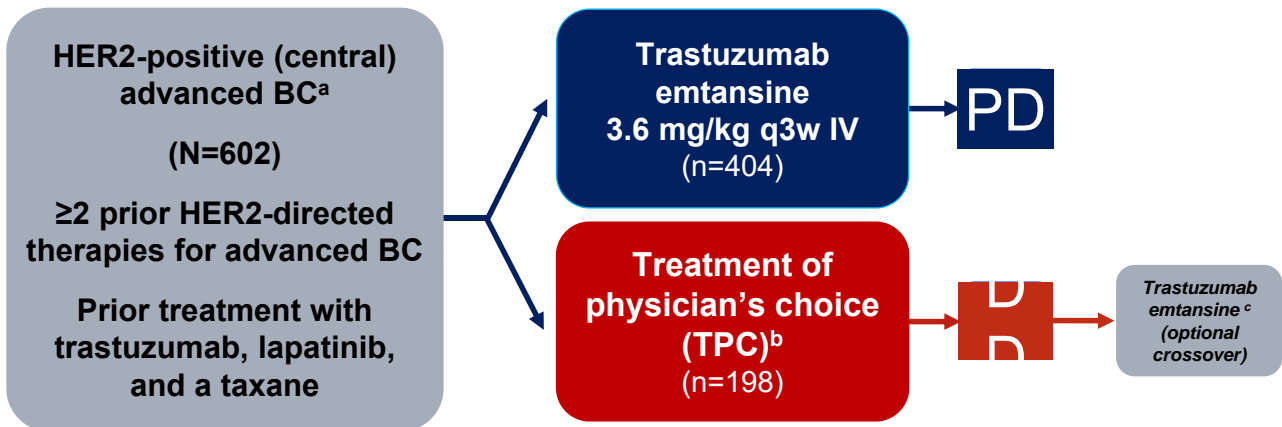 HER2-positive (central)
advanced BCᵃ
(N=602)
≥2 prior HER2-directed
therapies for advanced BC
Prior treatment with
trastuzumab, lapatinib,
and a taxane
Trastuzumab
emtansine
3.6 mg/kg q3w IV
(n=404)
PD
Treatment of
physician’s choice
(TPC)ᵇ
(n=198)
Trastuzumab
emtansine ᶜ
(optional
crossover)